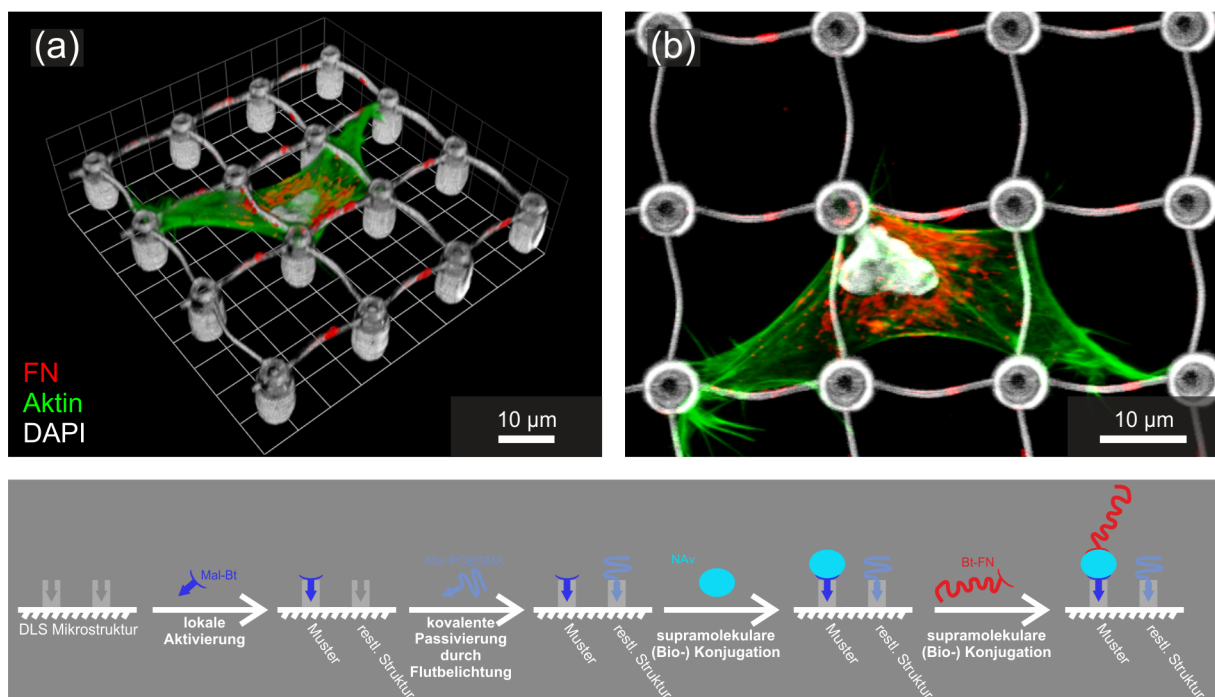 (a)
(b)
FN
Aktin
DAPI
10 µm
10 µm
DLS Mikrostruktur
Mal-Bt
lokale
Aktivierung
Muster
restl. Struktur
kovalente
Passivierung
durch
Flutbelichtung
Muster
restl. Struktur
NAv
supramolekulare
(Bio-) Konjugation
Muster
restl. Struktur
Bt-FN
supramolekulare
(Bio-) Konjugation
Muster
restl. Struktur